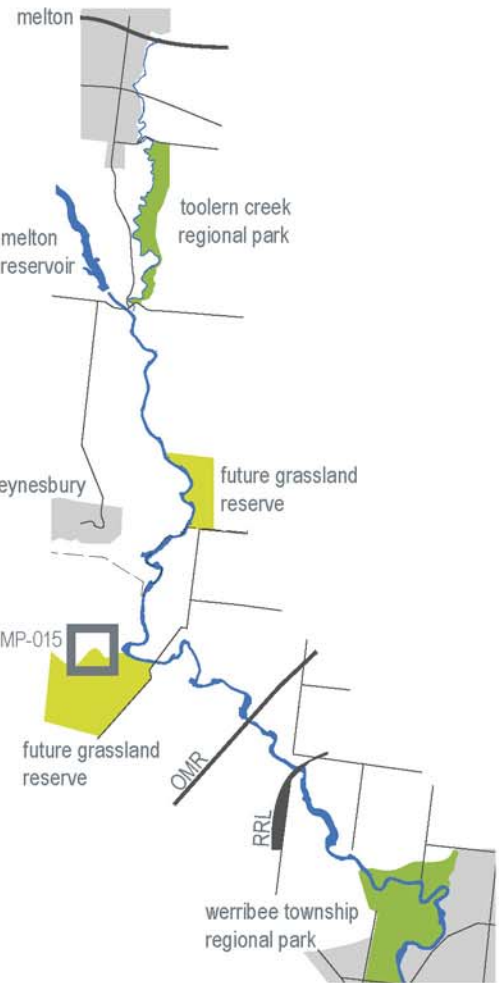 melton
toolern creek
regional park
melton
reservoir
future grassland
reserve
eynesbury
MP-015
future grassland
reserve
OMR
RRL
werribee township
regional park